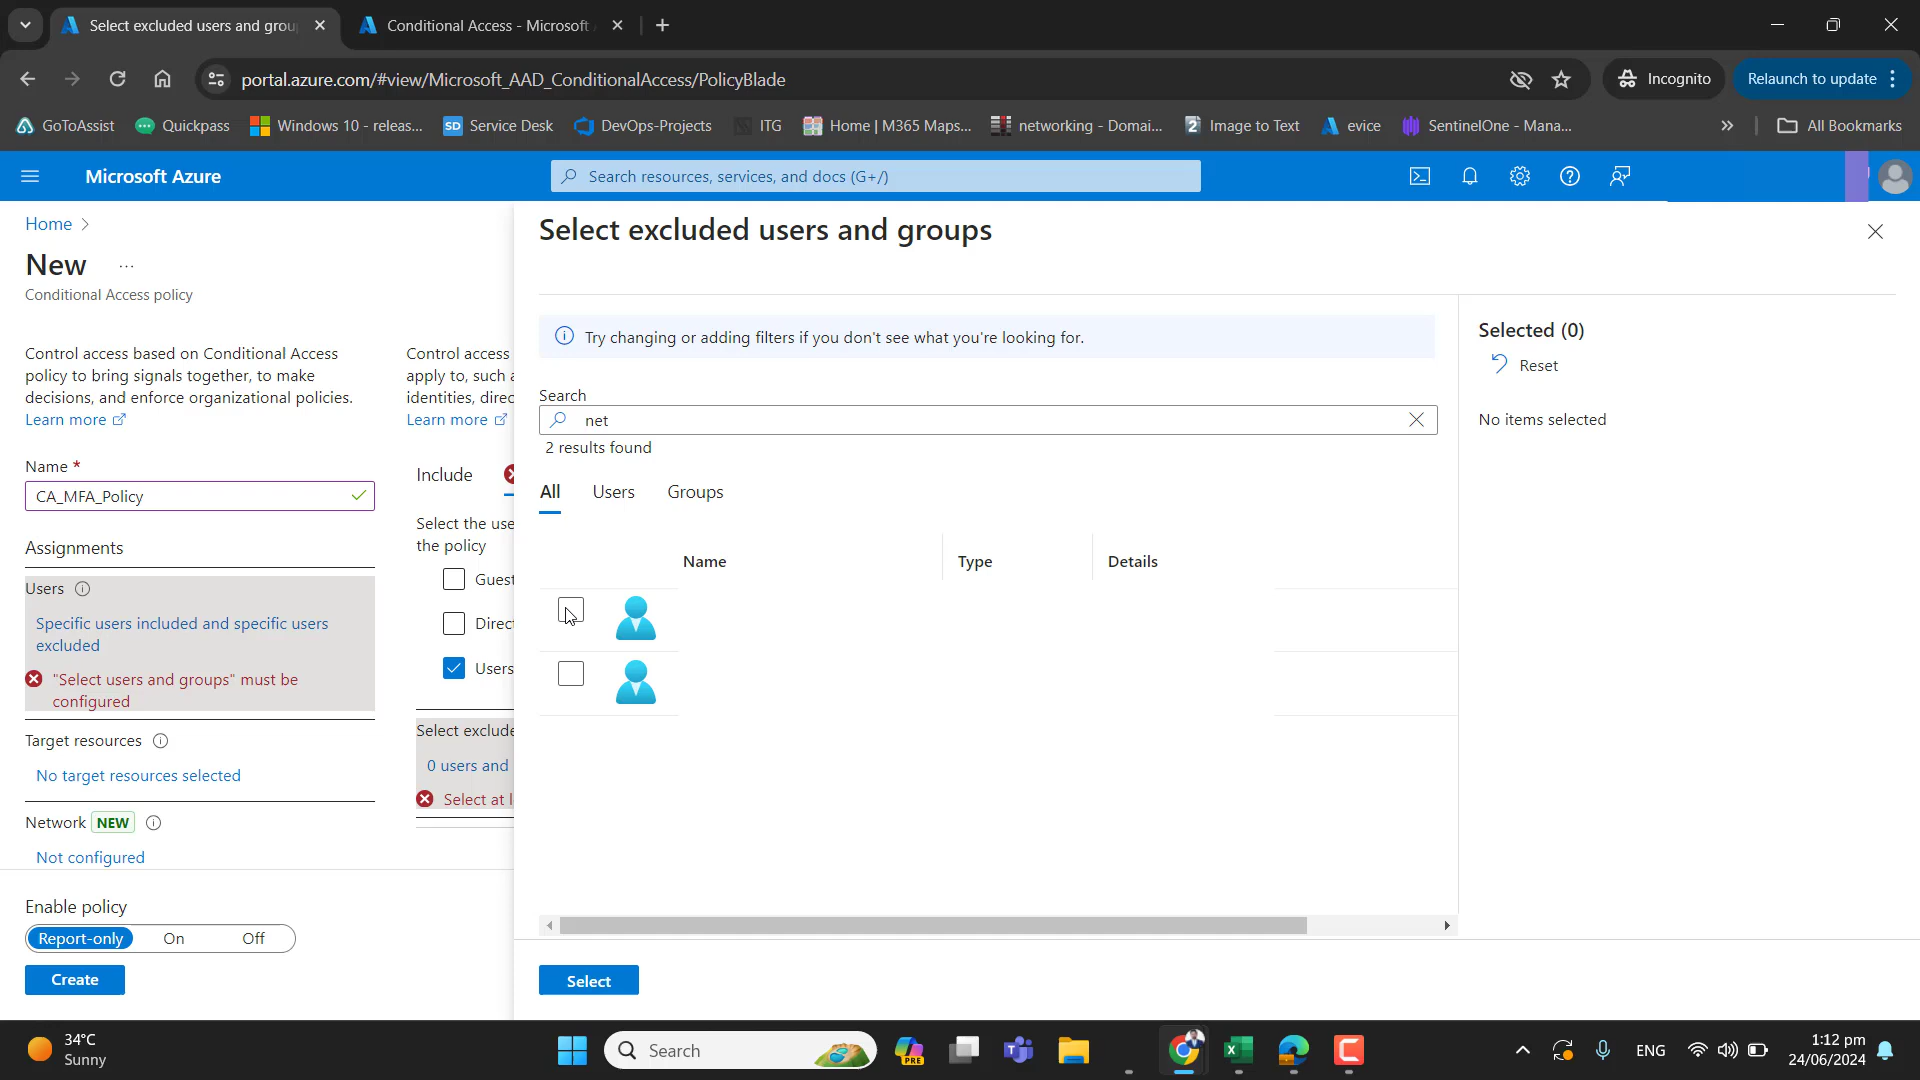 Select excluded users and grou
Conditional Access - Microsoft
portal.azure.com/#view/Microsoft_AAD_ConditionalAccess/PolicyBlade
Incognito
Relaunch to update
GoToAssist
Quickpass
Windows 10 - releas...
SD Service Desk
DevOps-Projects
ITG
Home | M365 Maps...
networking - Domai...
Image to Text
evice
SentinelOne - Mana...
All Bookmarks
Microsoft Azure
Search resources, services, and docs (G+/)
Home
New ...
Conditional Access policy
Control access based on Conditional Access
policy to bring signals together, to make
decisions, and enforce organizational policies.
Learn more
Name *
CA_MFA_Policy
Assignments
Users
Specific users included and specific users
excluded
"Select users and groups" must be
configured
Target resources
No target resources selected
Network NEW
Not configured
Enable policy
Report-only On Off
Create
Control access
apply to, such a
identities, direc
Learn more
Include
Select the use
the policy
Guest
Direct
Users
Select exclude
0 users and
Select at l
Select excluded users and groups
Try changing or adding filters if you don't see what you're looking for.
Search
net
2 results found
All Users Groups
Name Type Details
Select
Selected (0)
Reset
No items selected
34°C
Sunny
Search
PRE
ENG
1:12 pm
24/06/2024